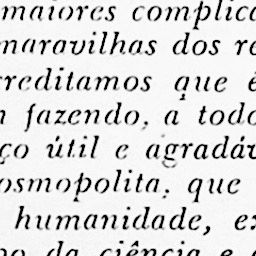 maiores complica
maravilhas dos re
creditamos que é
fazendo, a todo
ço útil e agradáv
osmopolita, que
humanidade, ex
da ciência e